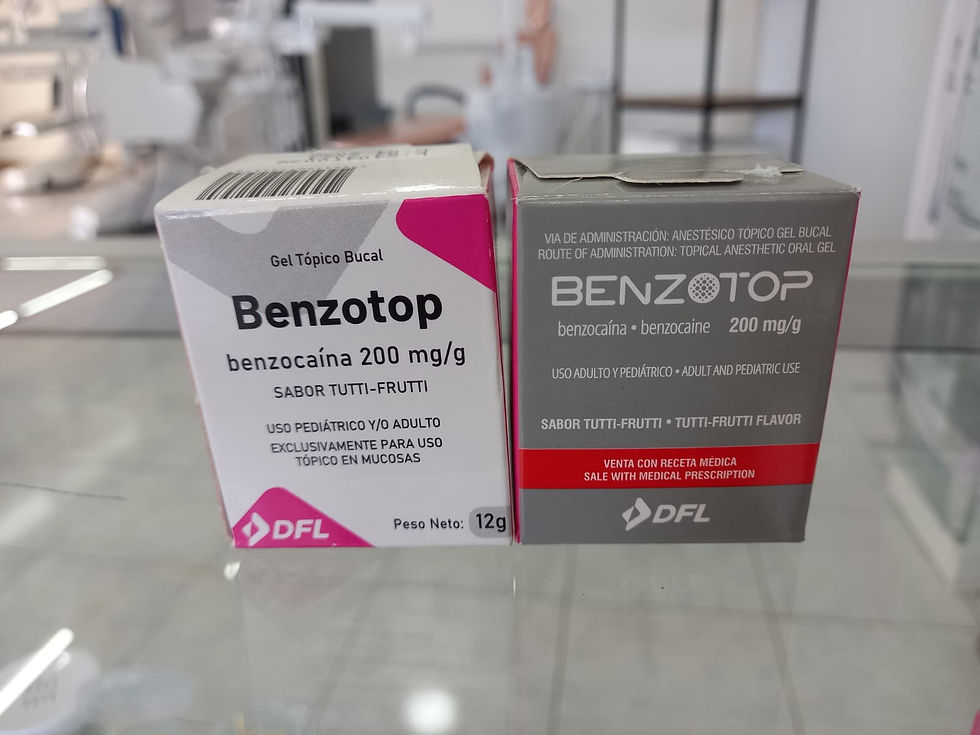 Gel Tópico Bucal
Benzotop
benzocaína 200 mg/g
SABOR TUTTI-FRUTTI
USO PEDIÁTRICO Y/O ADULTO
EXCLUSIVAMENTE PARA USO
TÓPICO EN MUCOSAS
DFL
Peso Neto: 12g
VIA DE ADMINISTRACIÓN: ANESTÉSICO TÓPICO GEL BUCAL
ROUTE OF ADMINISTRATION: TOPICAL ANESTHETIC ORAL GEL
BENZOTOP
benzocaína • benzocaine 200 mg/g
USO ADULTO Y PEDIÁTRICO • ADULT AND PEDIATRIC USE
SABOR TUTTI-FRUTTI • TUTTI-FRUTTI FLAVOR
VENTA CON RECETA MÉDICA
SALE WITH MEDICAL PRESCRIPTION
DFL